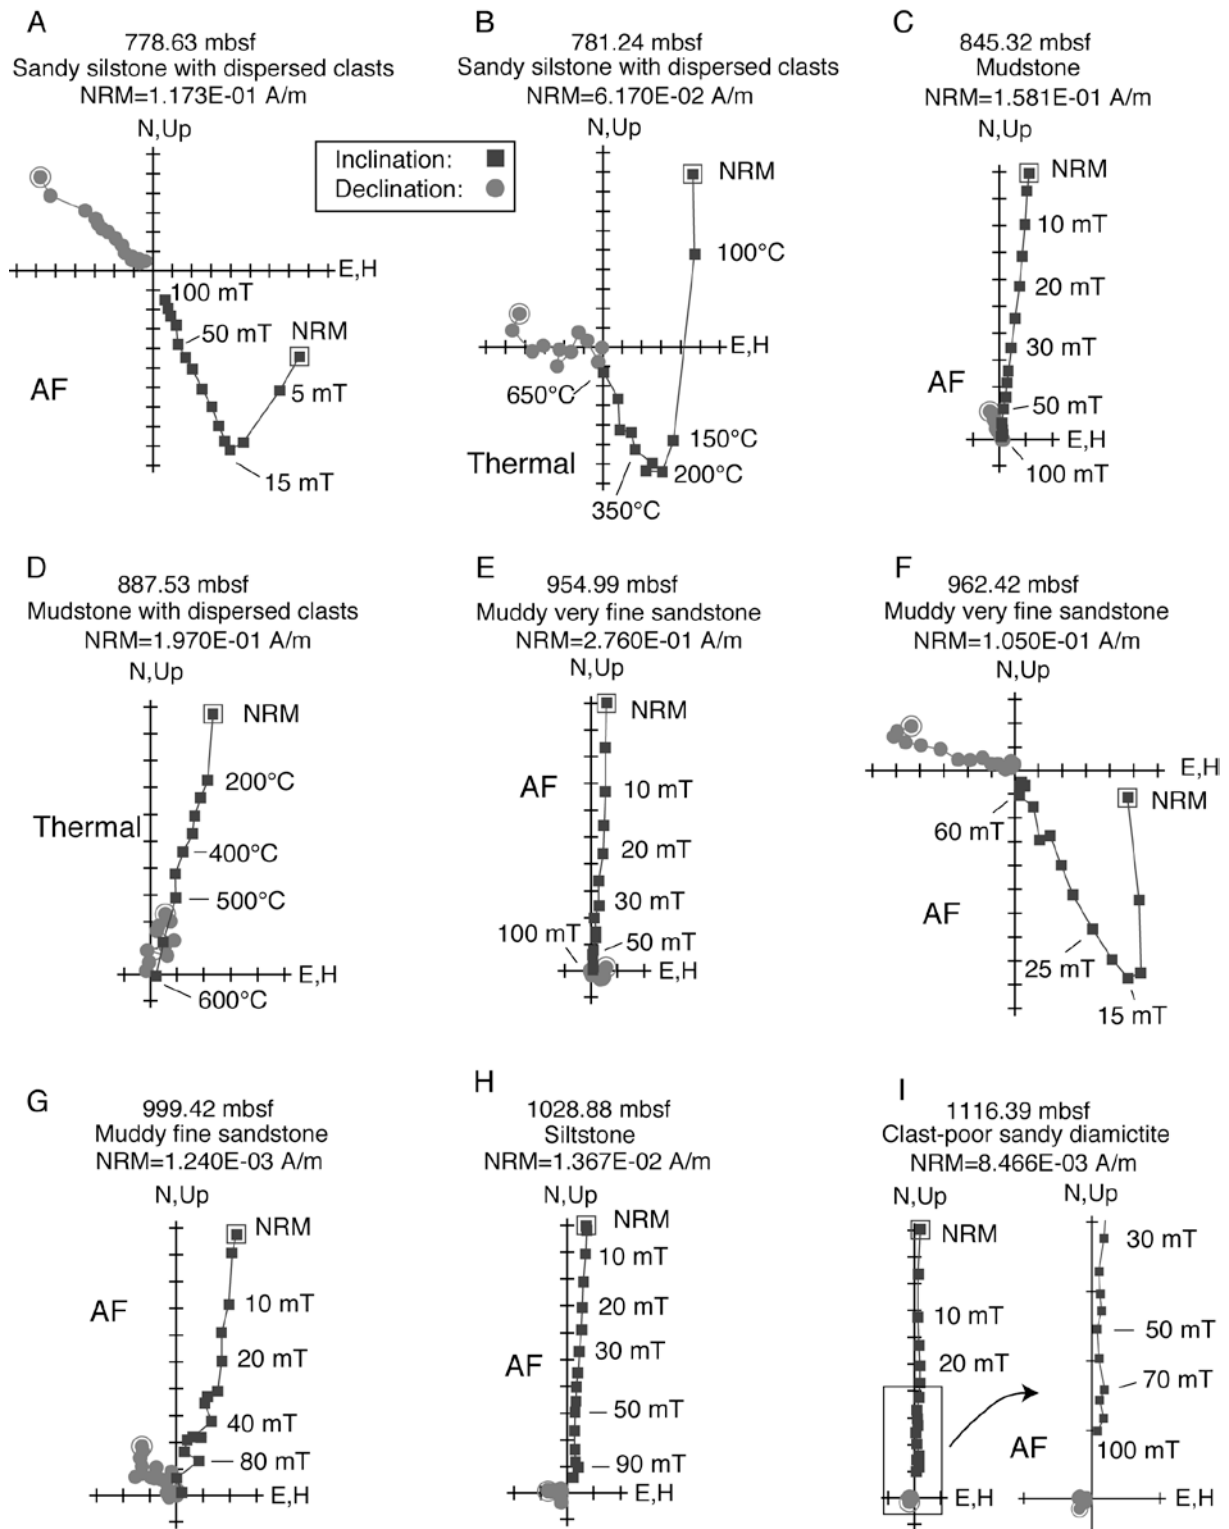 A
778.63 mbsf
Sandy silstone with dispersed clasts
NRM=1.173E-01 A/m
N,Up
Inclination:
Declination:
E,H
100 mT
50 mT
NRM
5 mT
15 mT
AF
B
781.24 mbsf
Sandy silstone with dispersed clasts
NRM=6.170E-02 A/m
N,Up
NRM
100°C
E,H
650°C
150°C
200°C
350°C
Thermal
C
845.32 mbsf
Mudstone
NRM=1.581E-01 A/m
N,Up
NRM
10 mT
20 mT
30 mT
AF
50 mT
E,H
100 mT
D
887.53 mbsf
Mudstone with dispersed clasts
NRM=1.970E-01 A/m
N,Up
NRM
200°C
Thermal
400°C
500°C
E,H
600°C
E
954.99 mbsf
Muddy very fine sandstone
NRM=2.760E-01 A/m
N,Up
NRM
AF
10 mT
20 mT
30 mT
100 mT
50 mT
E,H
F
962.42 mbsf
Muddy very fine sandstone
NRM=1.050E-01 A/m
N,Up
E,H
NRM
60 mT
AF
25 mT
15 mT
G
999.42 mbsf
Muddy fine sandstone
NRM=1.240E-03 A/m
N,Up
NRM
AF
10 mT
20 mT
40 mT
80 mT
E,H
H
1028.88 mbsf
Siltstone
NRM=1.367E-02 A/m
N,Up
NRM
10 mT
20 mT
30 mT
AF
50 mT
90 mT
E,H
I
1116.39 mbsf
Clast-poor sandy diamictite
NRM=8.466E-03 A/m
N,Up
NRM
10 mT
20 mT
E,H
N,Up
30 mT
50 mT
70 mT
AF
100 mT